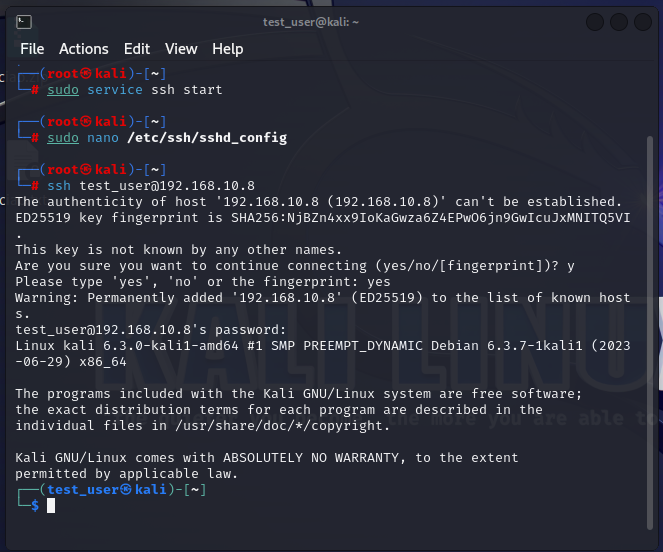 test_user@kali: ~
File Actions Edit View Help
┌──(root㉿kali)-[~]
└─# sudo service ssh start
┌──(root㉿kali)-[~]
└─# sudo nano /etc/ssh/sshd_config
┌──(root㉿kali)-[~]
└─# ssh test_user@192.168.10.8
The authenticity of host '192.168.10.8 (192.168.10.8)' can't be established.
ED25519 key fingerprint is SHA256:NjBZn4xx9IoKaGwza6Z4EPwO6jn9GwIcuJxMNITQ5VI
.
This key is not known by any other names.
Are you sure you want to continue connecting (yes/no/[fingerprint])? y
Please type 'yes', 'no' or the fingerprint: yes
Warning: Permanently added '192.168.10.8' (ED25519) to the list of known host
s.
test_user@192.168.10.8's password:
Linux kali 6.3.0-kali1-amd64 #1 SMP PREEMPT_DYNAMIC Debian 6.3.7-1kali1 (2023
-06-29) x86_64
The programs included with the Kali GNU/Linux system are free software;
the exact distribution terms for each program are described in the
individual files in /usr/share/doc/*/copyright.
Kali GNU/Linux comes with ABSOLUTELY NO WARRANTY, to the extent
permitted by applicable law.
┌──(test_user㉿kali)-[~]
└─$
KALI LINU
the more you are able to